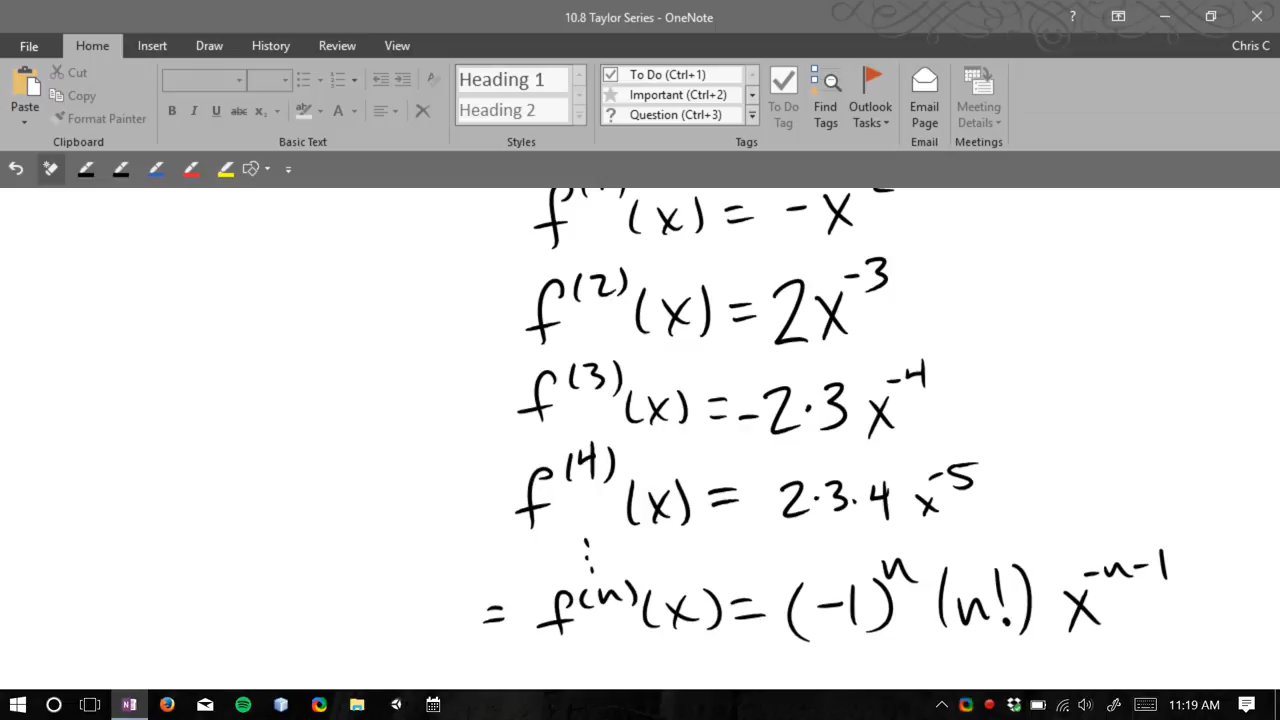 10.8 Taylor Series - OneNote
File Home Insert Draw History Review View Chris C
Paste Cut Copy Format Painter
Heading 1
Heading 2
To Do (Ctrl+1)
Important (Ctrl+2)
Question (Ctrl+3)
To Do Tag
Find Tags
Outlook Tasks
Email Page
Meeting Details
Clipboard Basic Text Styles Tags Email Meetings
(x) = -x
f^(2)(x) = 2x^-3
f^(3)(x) = -2·3 x^-4
f^(4)(x) = 2·3·4 x^-5
⋮
= f^(n)(x) = (-1)^n (n!) x^-n-1
11:19 AM